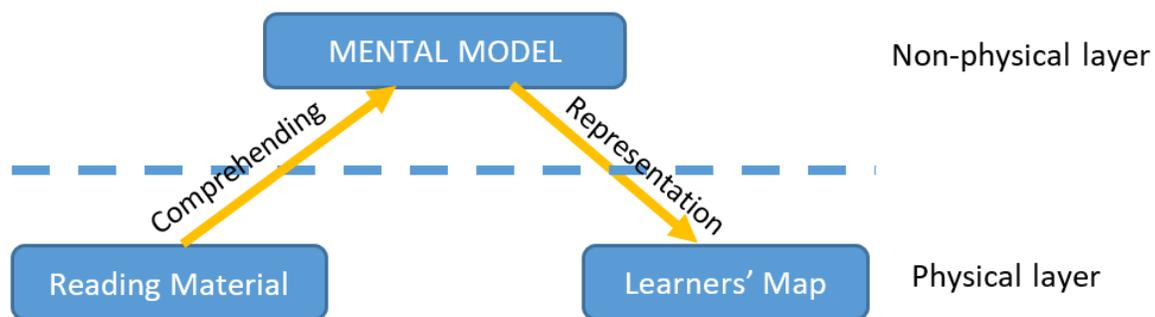 MENTAL MODEL
Non-physical layer
Comprehending
Representation
Reading Material
Learners' Map
Physical layer